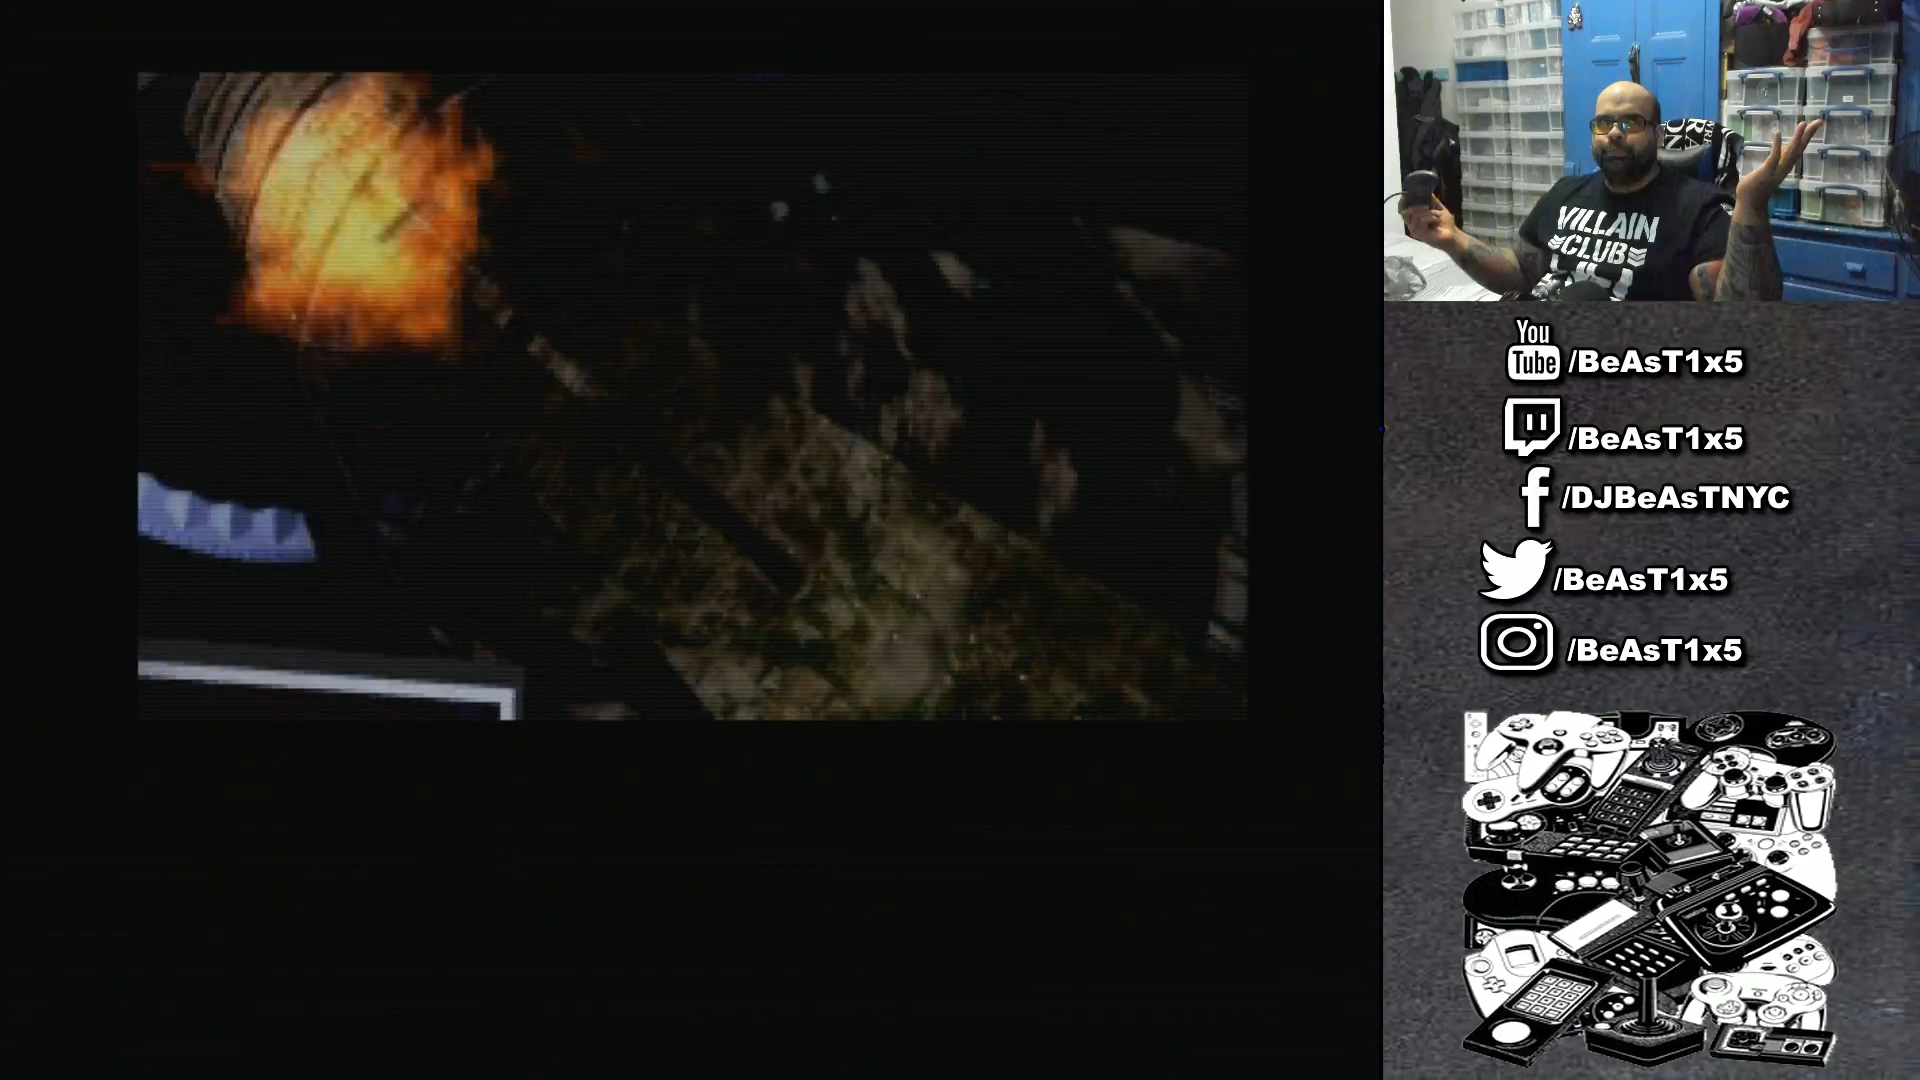 VILLAIN
CLUB
You
Tube /BeAsT1x5
/BeAsT1x5
f /DJBeAsTNYC
/BeAsT1x5
/BeAsT1x5